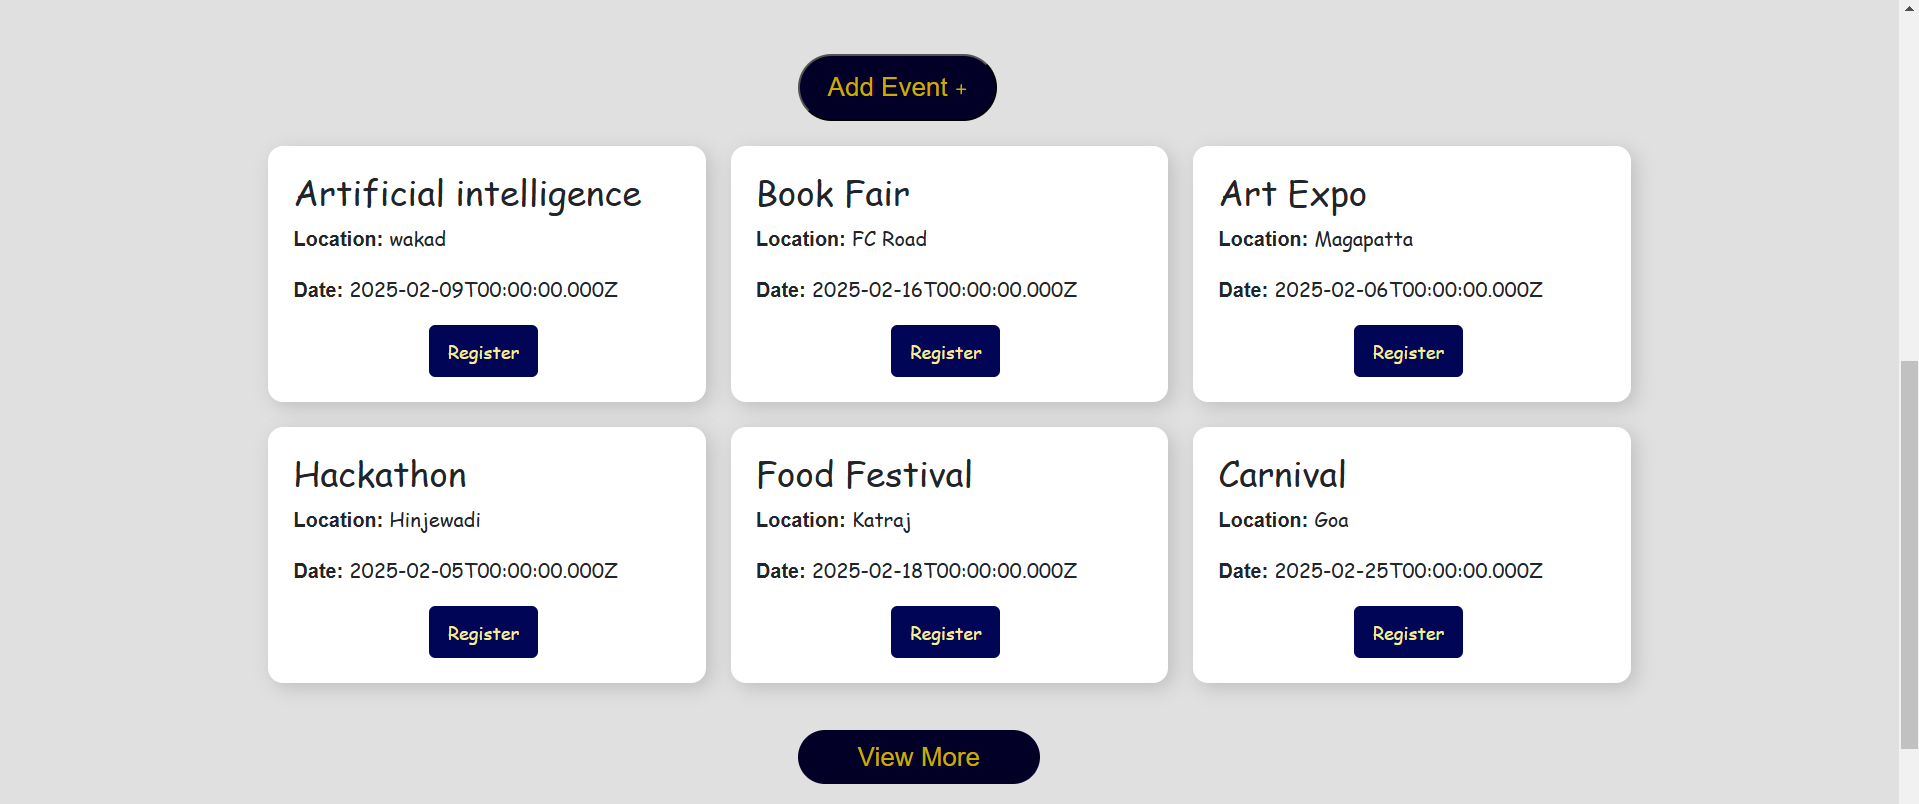 Add Event +
Artificial intelligence
Location: wakad
Date: 2025-02-09T00:00:00.000Z
Register
Book Fair
Location: FC Road
Date: 2025-02-16T00:00:00.000Z
Register
Art Expo
Location: Magapatta
Date: 2025-02-06T00:00:00.000Z
Register
Hackathon
Location: Hinjewadi
Date: 2025-02-05T00:00:00.000Z
Register
Food Festival
Location: Katraj
Date: 2025-02-18T00:00:00.000Z
Register
Carnival
Location: Goa
Date: 2025-02-25T00:00:00.000Z
Register
View More